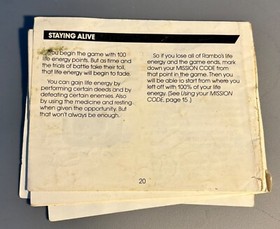 STAYING ALIVE
You begin the game with 100
life energy points. But as time and
the trials of battle take their toll,
that life energy will begin to fade.
You can gain life energy by
performing certain deeds and by
defeating certain enemies. Also
by using the medicine and resting
when given the opportunity. But
that won't always be enough.
So if you lose all of Rambo's life
energy and the game ends, mark
down your MISSION CODE from
that point in the game. Then you
will be able to start from where you
left off with 100% of your life
energy. (See Using your MISSION
CODE, page 15.)
20